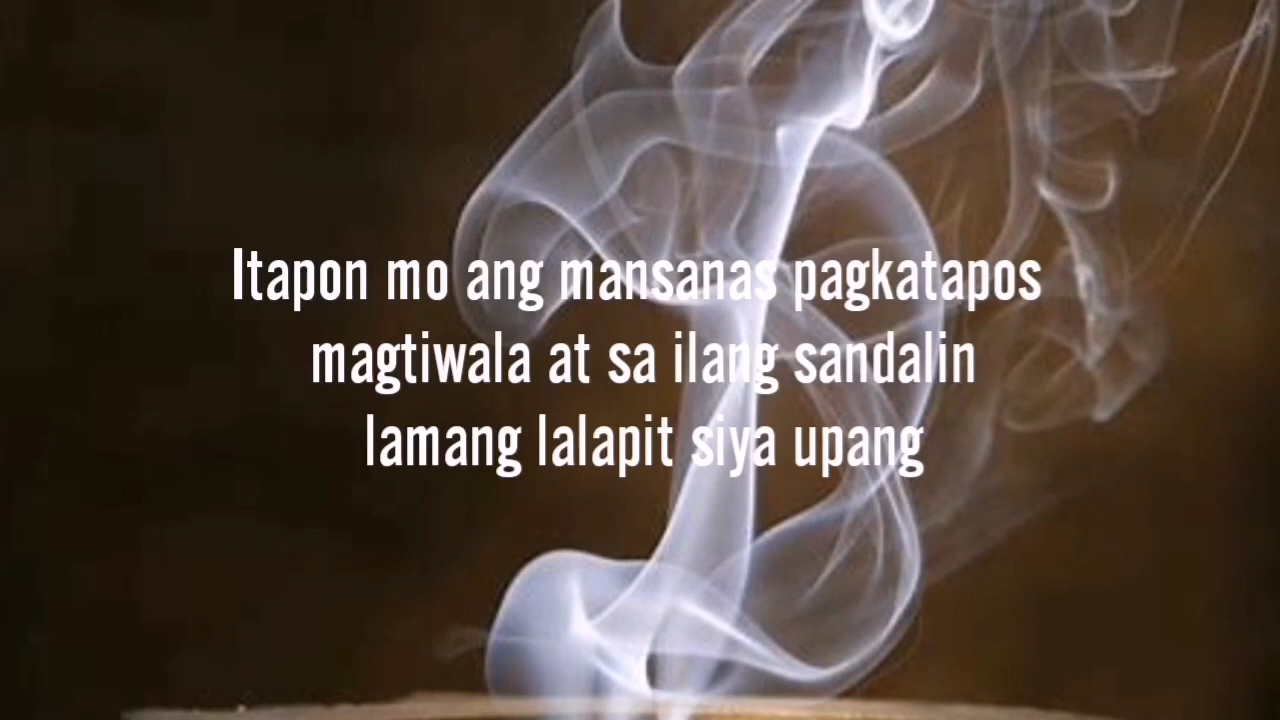 Itapon mo ang mansanas pagkatapos
magtiwala at sa ilang sandalin
lamang lalapit siya upang